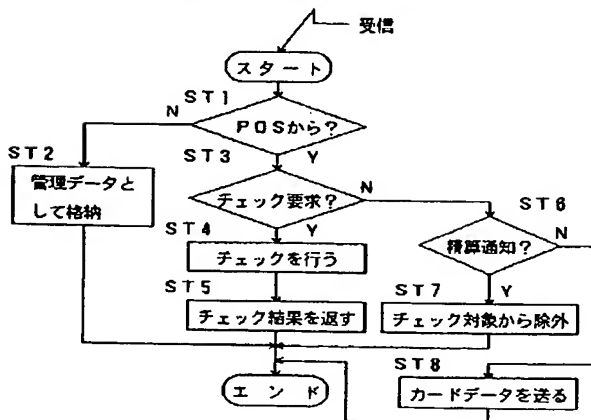 受信
スタート
ST1
N
POSから?
ST2
ST3
Y
管理データと
して格納
チェック要求?
N
ST6
ST4
Y
チェックを行う
精算通知?
N
ST5
ST7
Y
チェック結果を返す
チェック対象から除外
ST8
エンド
カードデータを送る